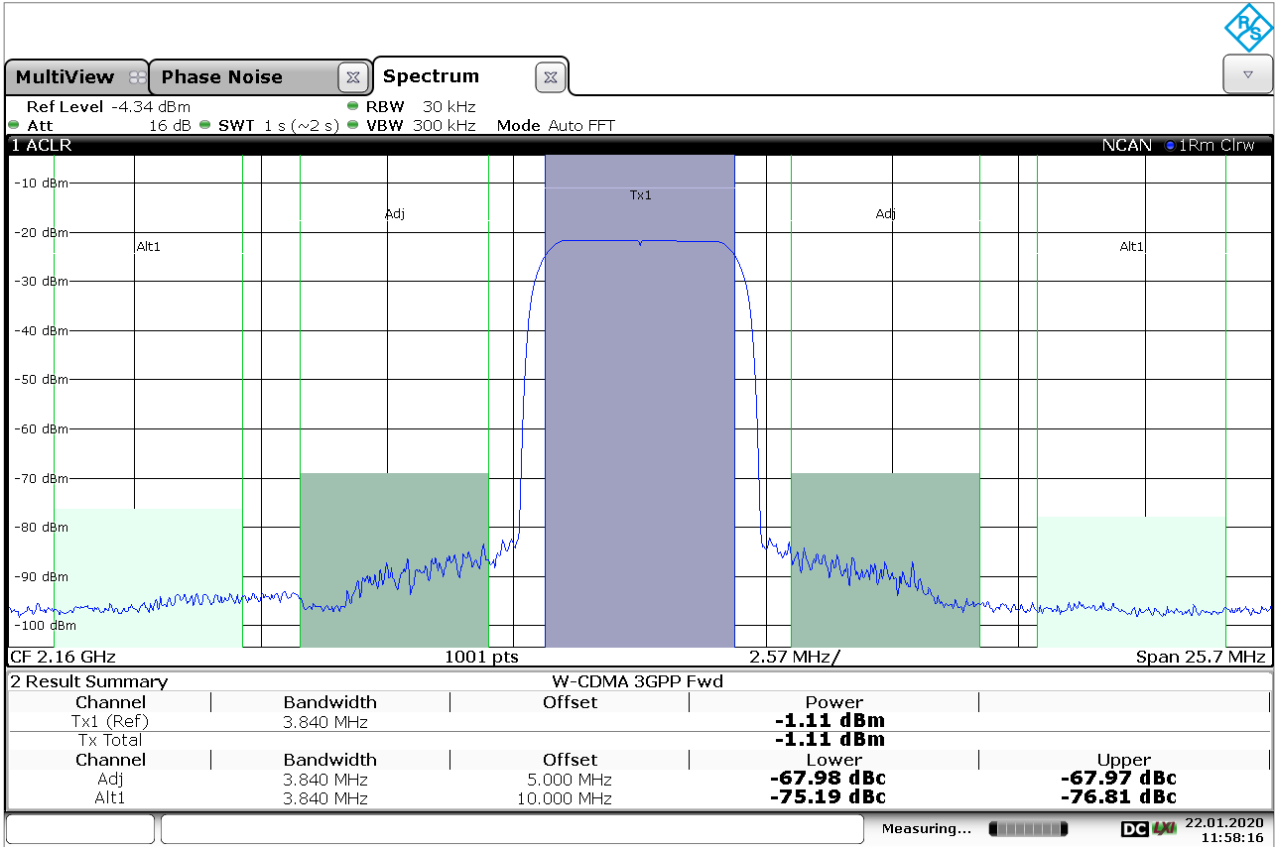 R&S
MultiView Phase Noise Spectrum
Ref Level -4.34 dBm RBW 30 kHz
Att 16 dB SWT 1 s (~2 s) VBW 300 kHz Mode Auto FFT
1 ACLR NCAN 1Rm Clrw
-10 dBm
Tx1
Adj Adj
-20 dBm
Alt1 Alt1
-30 dBm
-40 dBm
-50 dBm
-60 dBm
-70 dBm
-80 dBm
-90 dBm
-100 dBm
CF 2.16 GHz 1001 pts 2.57 MHz/ Span 25.7 MHz
2 Result Summary W-CDMA 3GPP Fwd
Channel Bandwidth Offset Power
Tx1 (Ref) 3.840 MHz -1.11 dBm
Tx Total -1.11 dBm
Channel Bandwidth Offset Lower Upper
Adj 3.840 MHz 5.000 MHz -67.98 dBc -67.97 dBc
Alt1 3.840 MHz 10.000 MHz -75.19 dBc -76.81 dBc
Measuring... DC LXI 22.01.2020
11:58:16